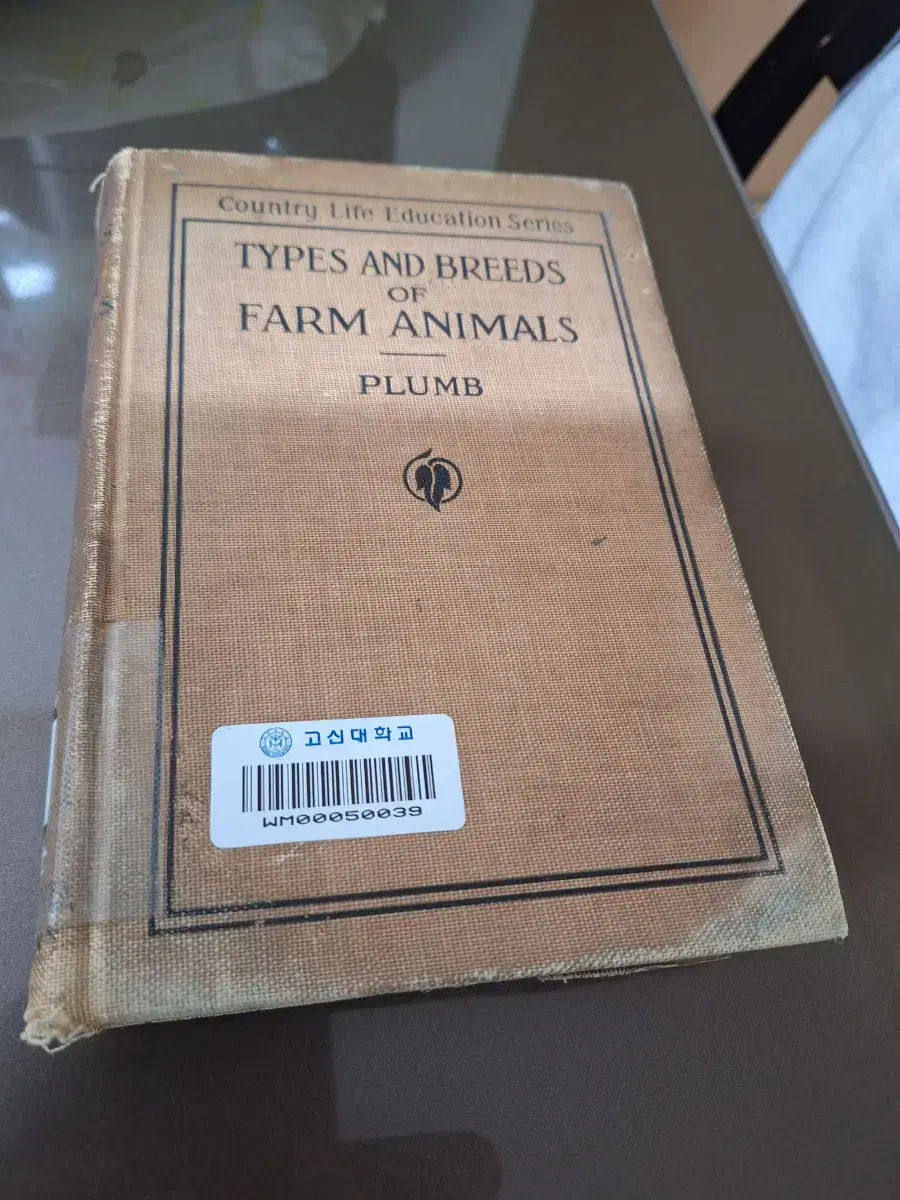 Country Life Education Series
TYPES AND BREEDS
OF
FARM ANIMALS
PLUMB
고신대학교
WM00050039